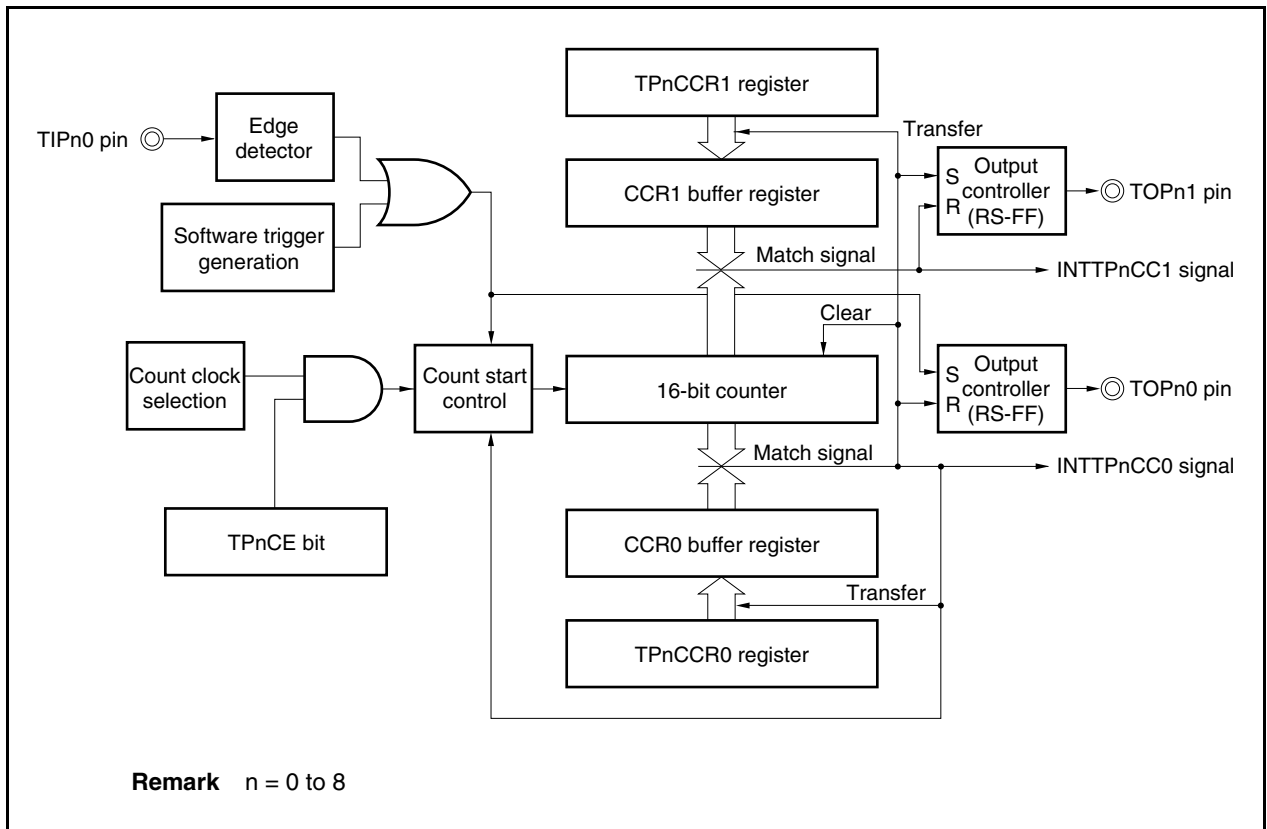 TPnCCR1 register
TIPn0 pin
Edge
detector
Transfer
Software trigger
generation
CCR1 buffer register
S
R
Output
controller
(RS-FF)
TOPn1 pin
Match signal
INTTPnCC1 signal
Clear
Count clock
selection
Count start
control
16-bit counter
S
R
Output
controller
(RS-FF)
TOPn0 pin
Match signal
INTTPnCC0 signal
TPnCE bit
CCR0 buffer register
Transfer
TPnCCR0 register
Remark n = 0 to 8